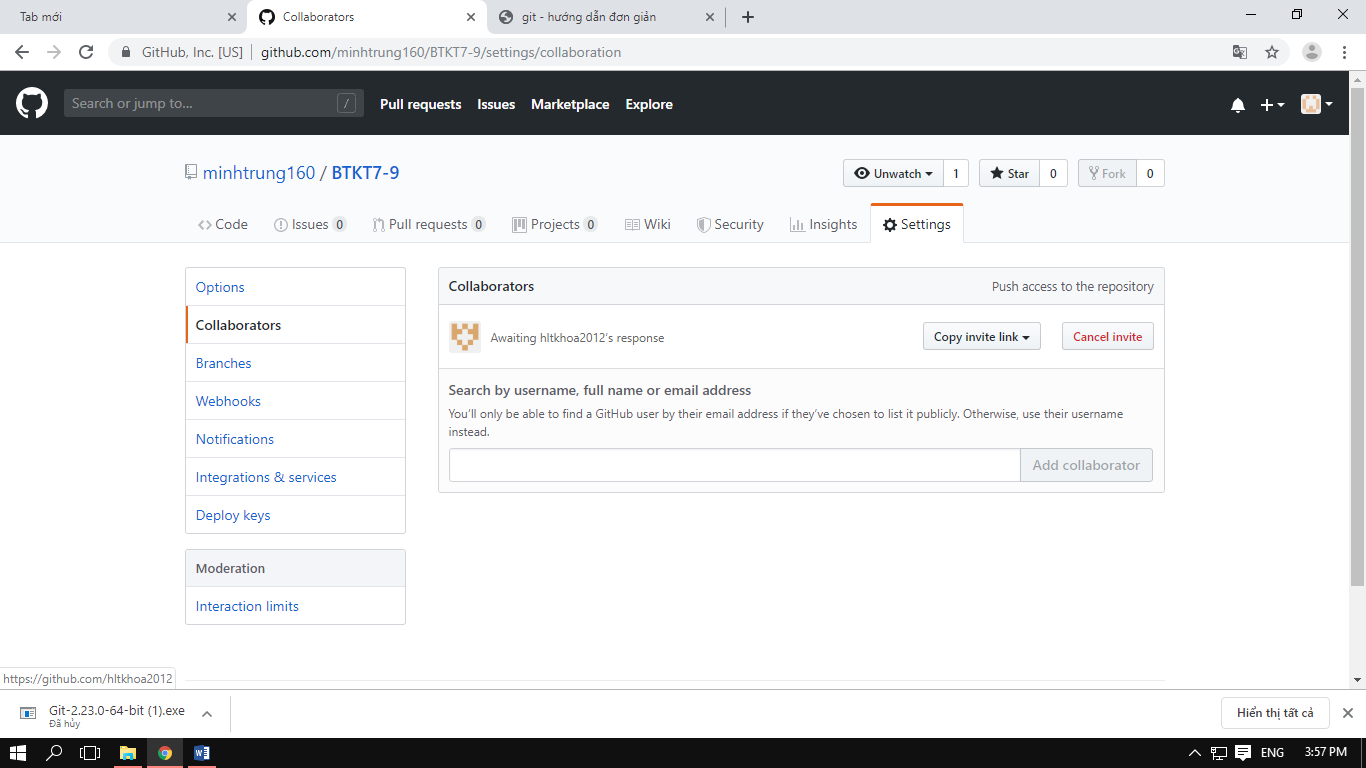 Tab mới
Collaborators
git - hướng dẫn đơn giản
GitHub, Inc. [US] | github.com/minhtrung160/BTKT7-9/settings/collaboration
Search or jump to... /
Pull requests Issues Marketplace Explore
minhtrung160 / BTKT7-9
Unwatch 1 Star 0 Fork 0
Code Issues 0 Pull requests 0 Projects 0 Wiki Security Insights Settings
Options
Collaborators
Branches
Webhooks
Notifications
Integrations & services
Deploy keys
Moderation
Interaction limits
Collaborators Push access to the repository
Awaiting hltkhoa2012's response Copy invite link Cancel invite
Search by username, full name or email address
You'll only be able to find a GitHub user by their email address if they've chosen to list it publicly. Otherwise, use their username
instead.
Add collaborator
https://github.com/hltkhoa2012
Git-2.23.0-64-bit (1).exe
Đã hủy
Hiển thị tất cả
ENG 3:57 PM